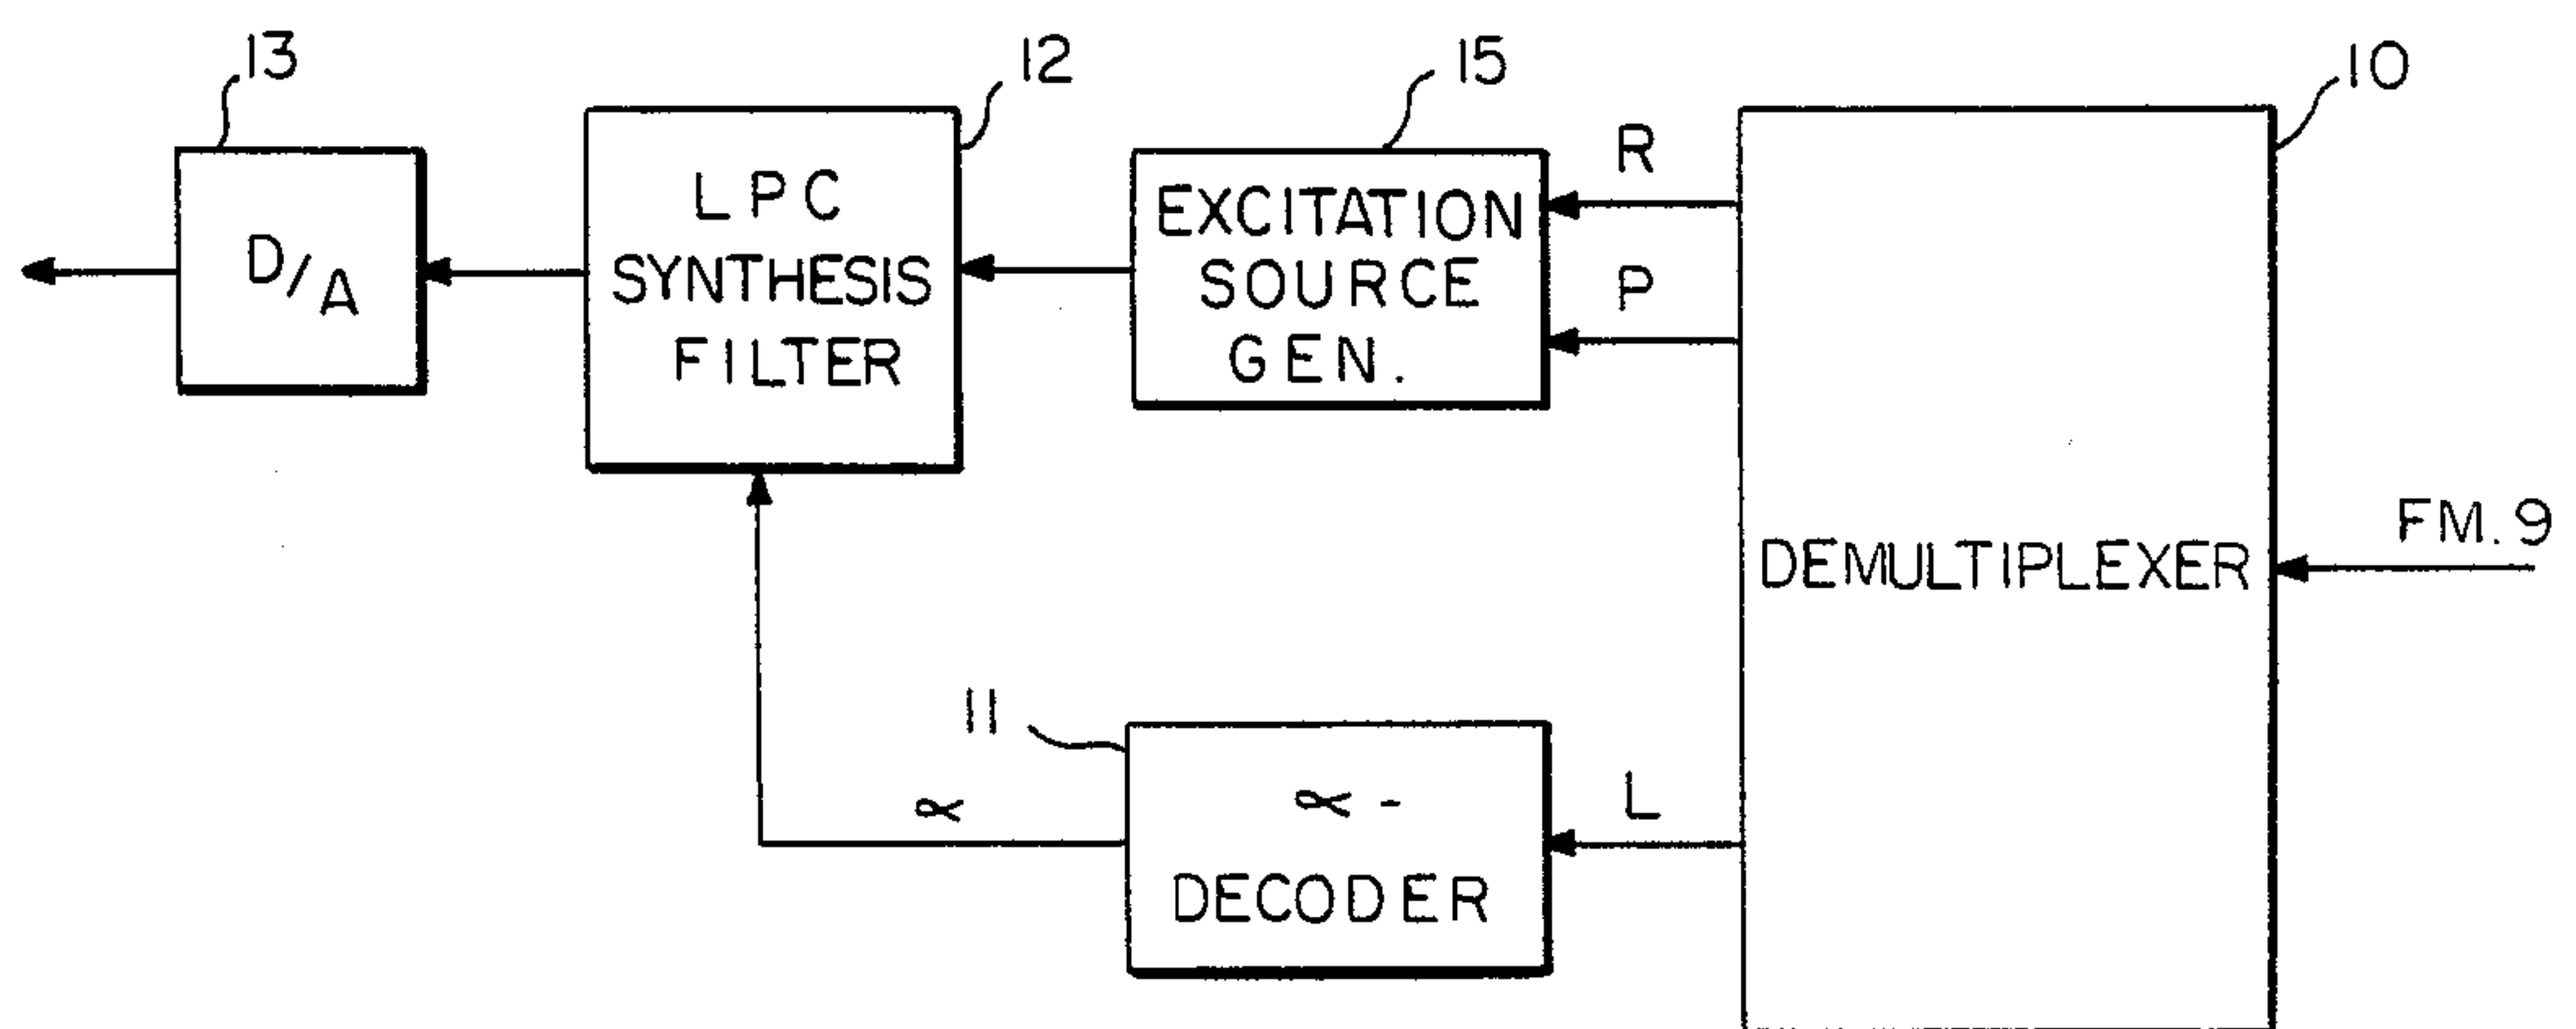 13
12
15
10
D/A
LPC
SYNTHESIS
FILTER
EXCITATION
SOURCE
GEN.
R
P
DEMULTIPLEXER
FM. 9
11
α
α -
DECODER
L